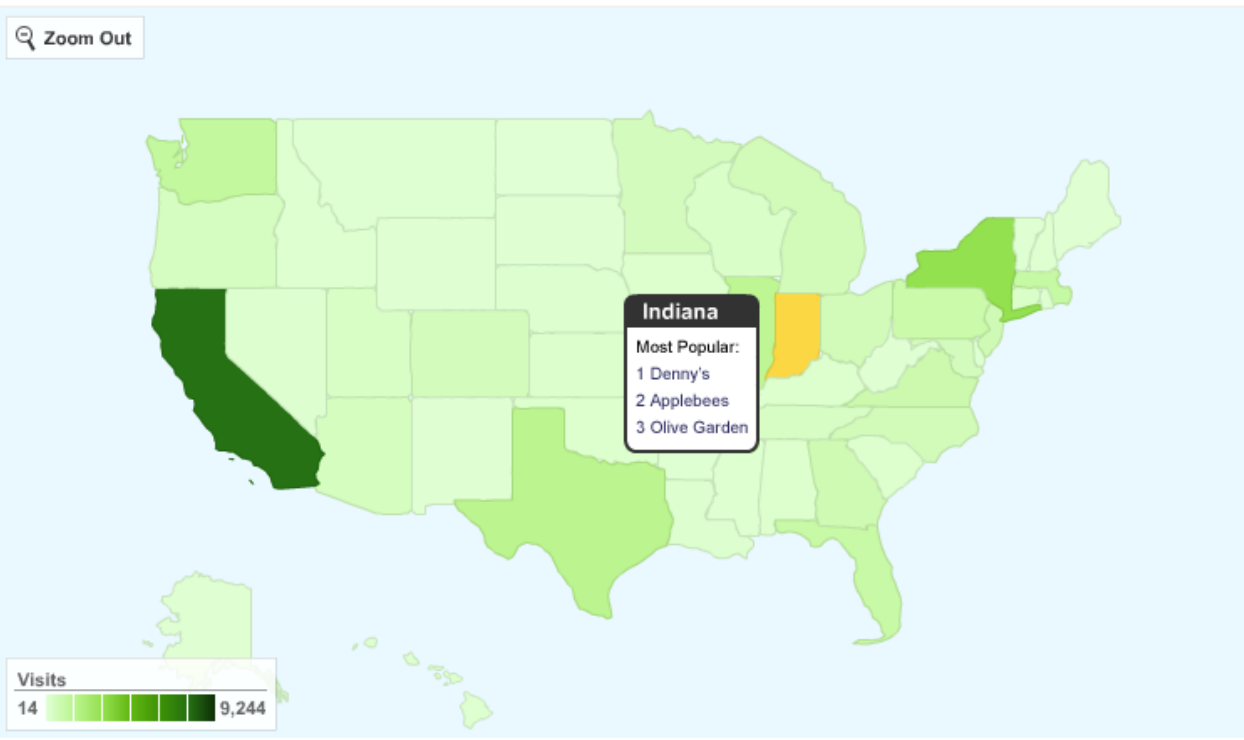 Zoom Out
Indiana
Most Popular:
1 Denny's
2 Applebees
3 Olive Garden
Visits
14 9,244